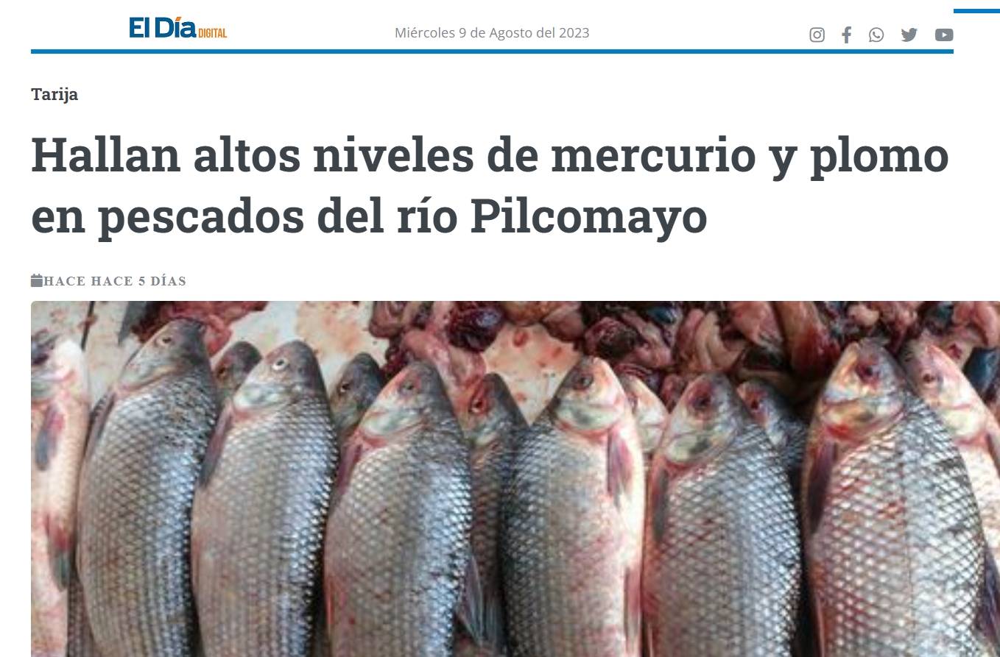 El Día DIGITAL
Miércoles 9 de Agosto del 2023
Tarija
Hallan altos niveles de mercurio y plomo
en pescados del río Pilcomayo
HACE HACE 5 DÍAS